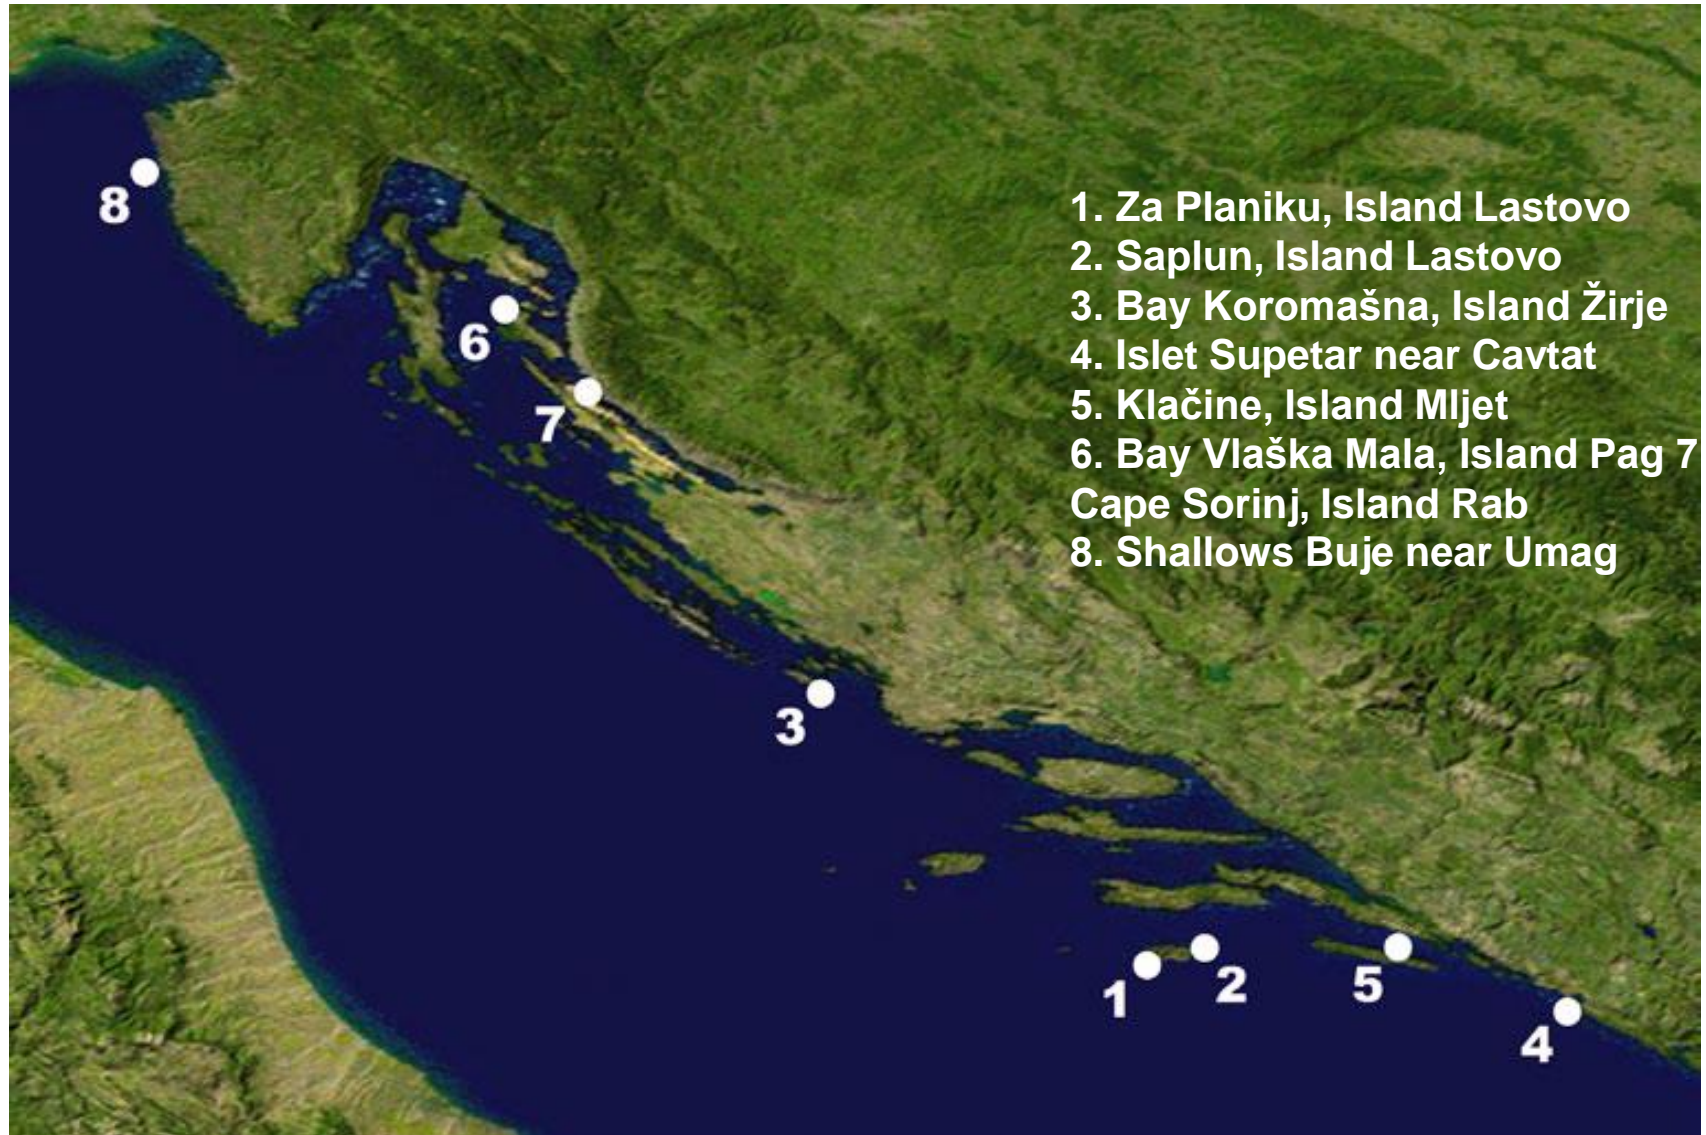 1. Za Planiku, Island Lastovo
2. Saplun, Island Lastovo
3. Bay Koromašna, Island Žirje
4. Islet Supetar near Cavtat
5. Klačine, Island Mljet
6. Bay Vlaška Mala, Island Pag 7
Cape Sorinj, Island Rab
8. Shallows Buje near Umag
8
6
7
3
1
2
5
4